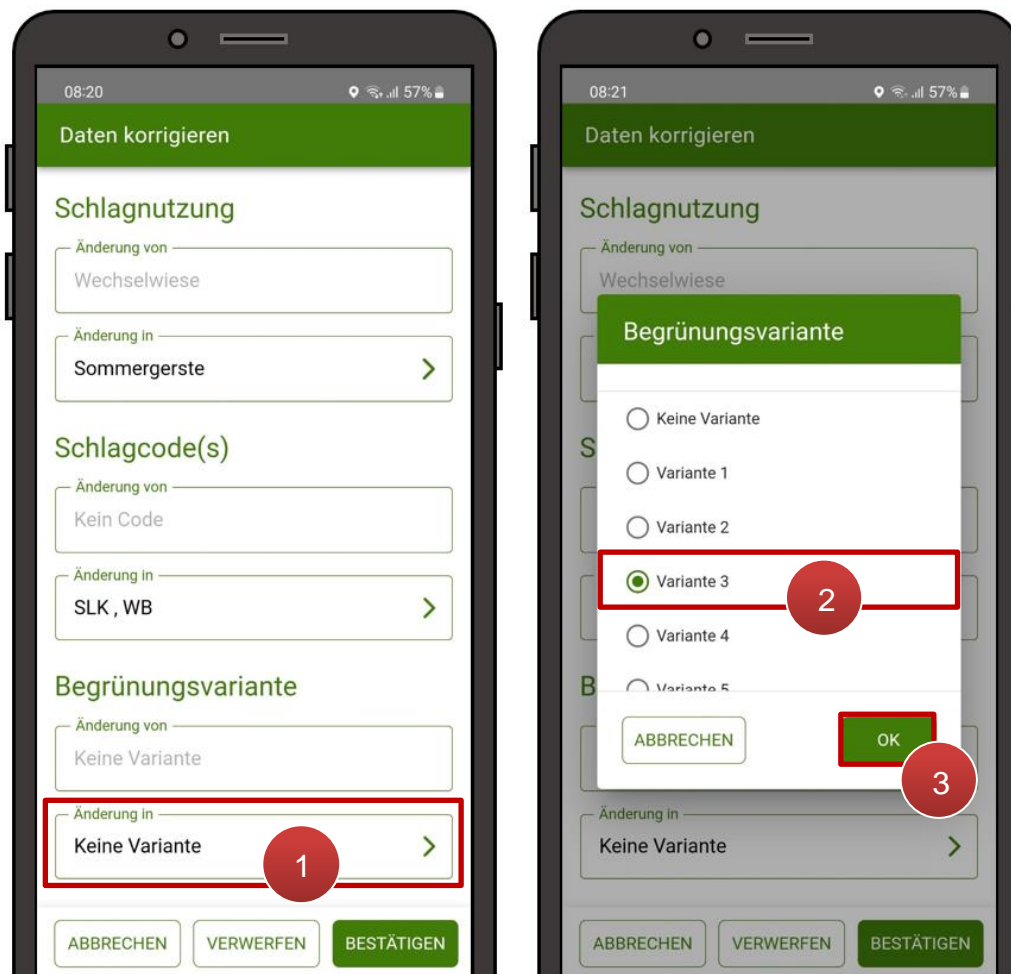 08:20 57%
Daten korrigieren
Schlagnutzung
Änderung von
Wechselwiese
Änderung in
Sommergerste
Schlagcode(s)
Änderung von
Kein Code
Änderung in
SLK , WB
Begrünungsvariante
Änderung von
Keine Variante
Änderung in
Keine Variante
1
ABBRECHEN VERWERFEN BESTÄTIGEN
08:21 57%
Daten korrigieren
Schlagnutzung
Änderung von
Wechselwiese
Begrünungsvariante
Keine Variante
S
Variante 1
Variante 2
Variante 3
2
Variante 4
B
Variante 5
ABBRECHEN OK
3
Änderung in
Keine Variante
ABBRECHEN VERWERFEN BESTÄTIGEN